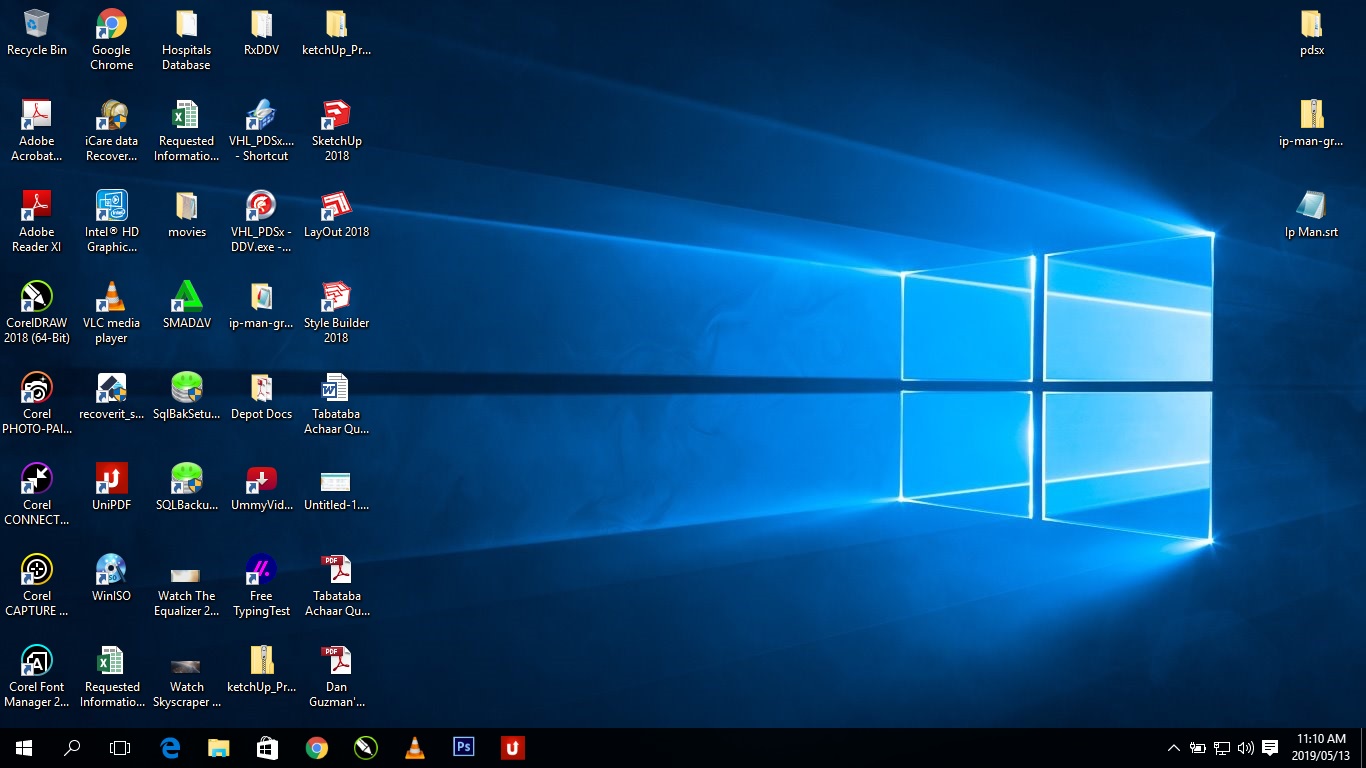 Recycle Bin
Google
Chrome
Hospitals
Database
RxDDV
ketchUp_Pr...
pdsx
Adobe
Acrobat...
iCare data
Recover...
Requested
Informatio...
VHL_PDSx....
- Shortcut
SketchUp
2018
ip-man-gr...
Adobe
Reader XI
Intel® HD
Graphic...
movies
VHL_PDSx -
DDV.exe -...
LayOut 2018
Ip Man.srt
CorelDRAW
2018 (64-Bit)
VLC media
player
SMADΔV
ip-man-gr...
Style Builder
2018
Corel
PHOTO-PAI...
recoverit_s...
SqlBakSetu...
Depot Docs
Tabataba
Achaar Qu...
Corel
CONNECT...
UniPDF
SQLBacku...
UmmyVid...
Untitled-1....
Corel
CAPTURE ...
WinISO
Watch The
Equalizer 2...
Free
TypingTest
PDF
Tabataba
Achaar Qu...
Corel Font
Manager 2...
Requested
Informatio...
Watch
Skyscraper ...
ketchUp_Pr...
PDF
Dan
Guzman'...
Ps
11:10 AM
2019/05/13